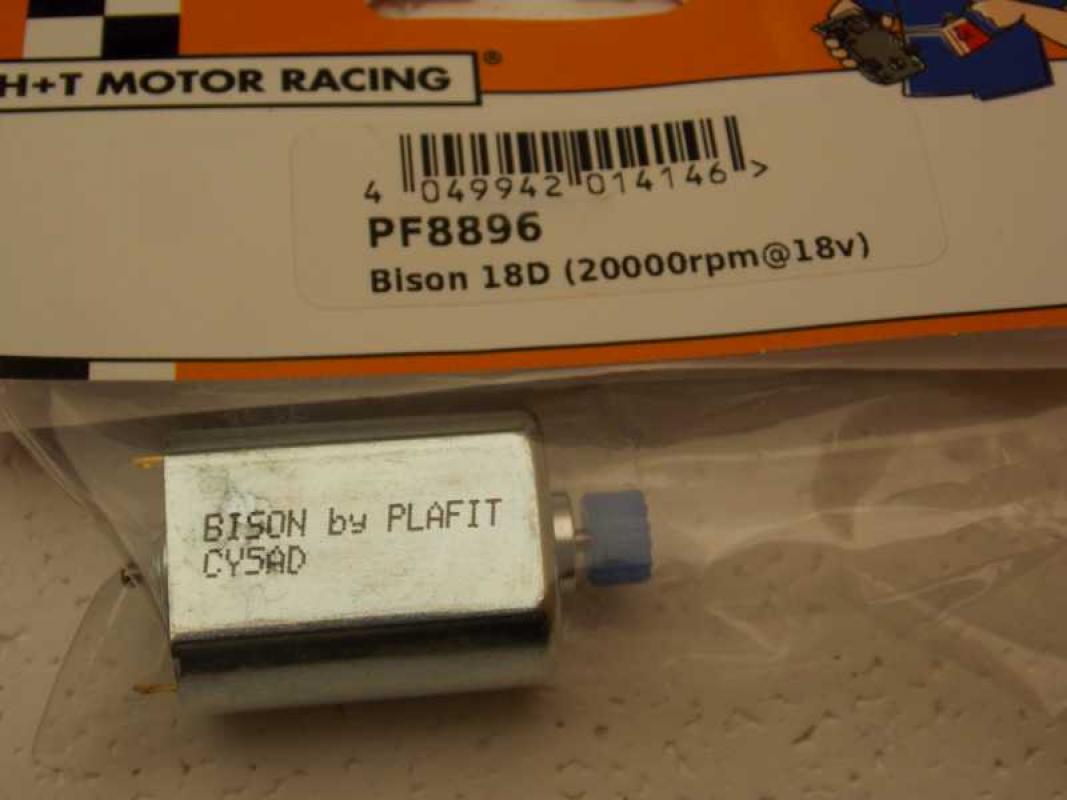 H+T MOTOR RACING®
4 049942 014146 >
PF8896
Bison 18D (20000rpm@18v)
BISON by PLAFIT
CY5AD